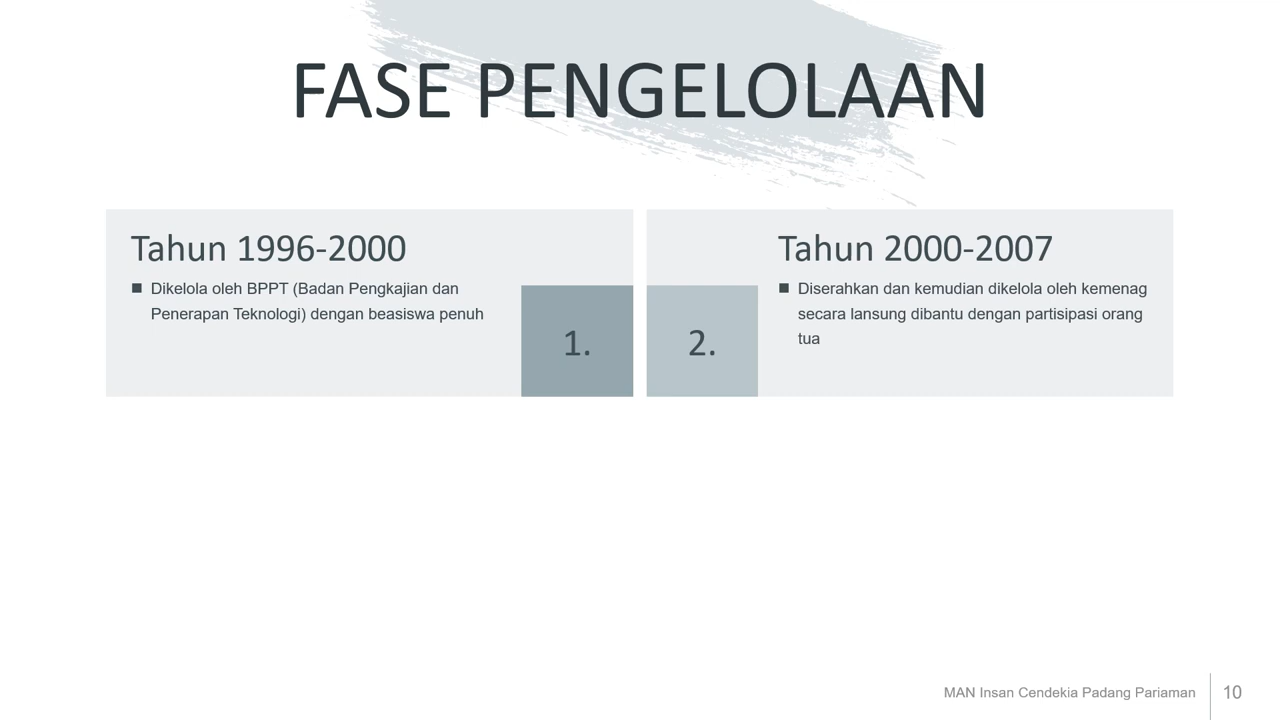 FASE PENGELOLAAN
Tahun 1996-2000
Dikelola oleh BPPT (Badan Pengkajian dan
Penerapan Teknologi) dengan beasiswa penuh
1.
2.
Tahun 2000-2007
Diserahkan dan kemudian dikelola oleh kemenag
secara lansung dibantu dengan partisipasi orang
tua
MAN Insan Cendekia Padang Pariaman
10